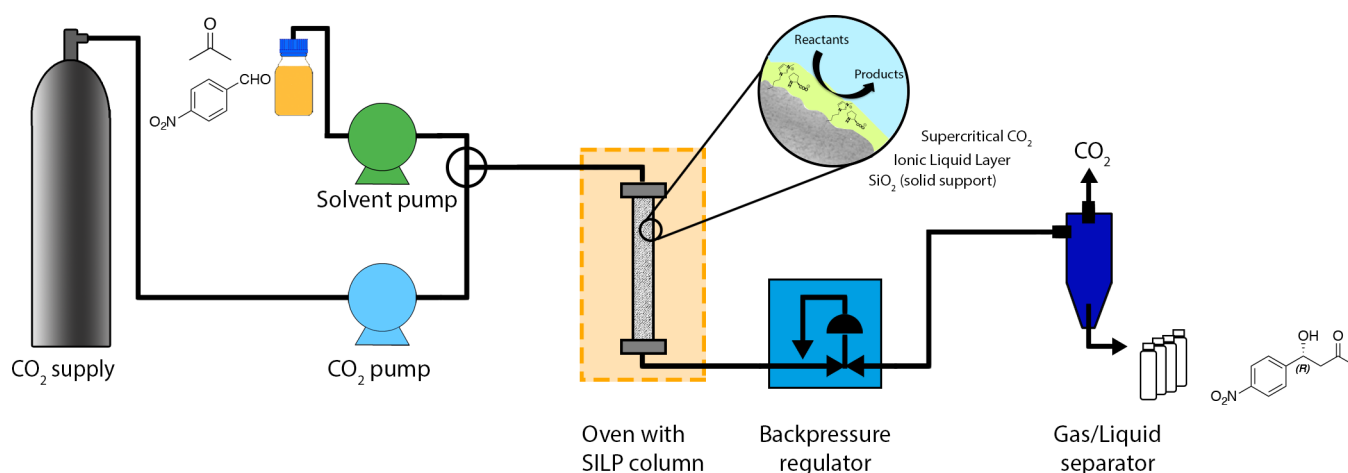 O
CHO
O₂N
Solvent pump
CO₂ supply
CO₂ pump
Reactants
Products
Supercritical CO₂
Ionic Liquid Layer
SiO₂ (solid support)
Oven with
SILP column
Backpressure
regulator
CO₂
Gas/Liquid
separator
OH
O
(R)
O₂N